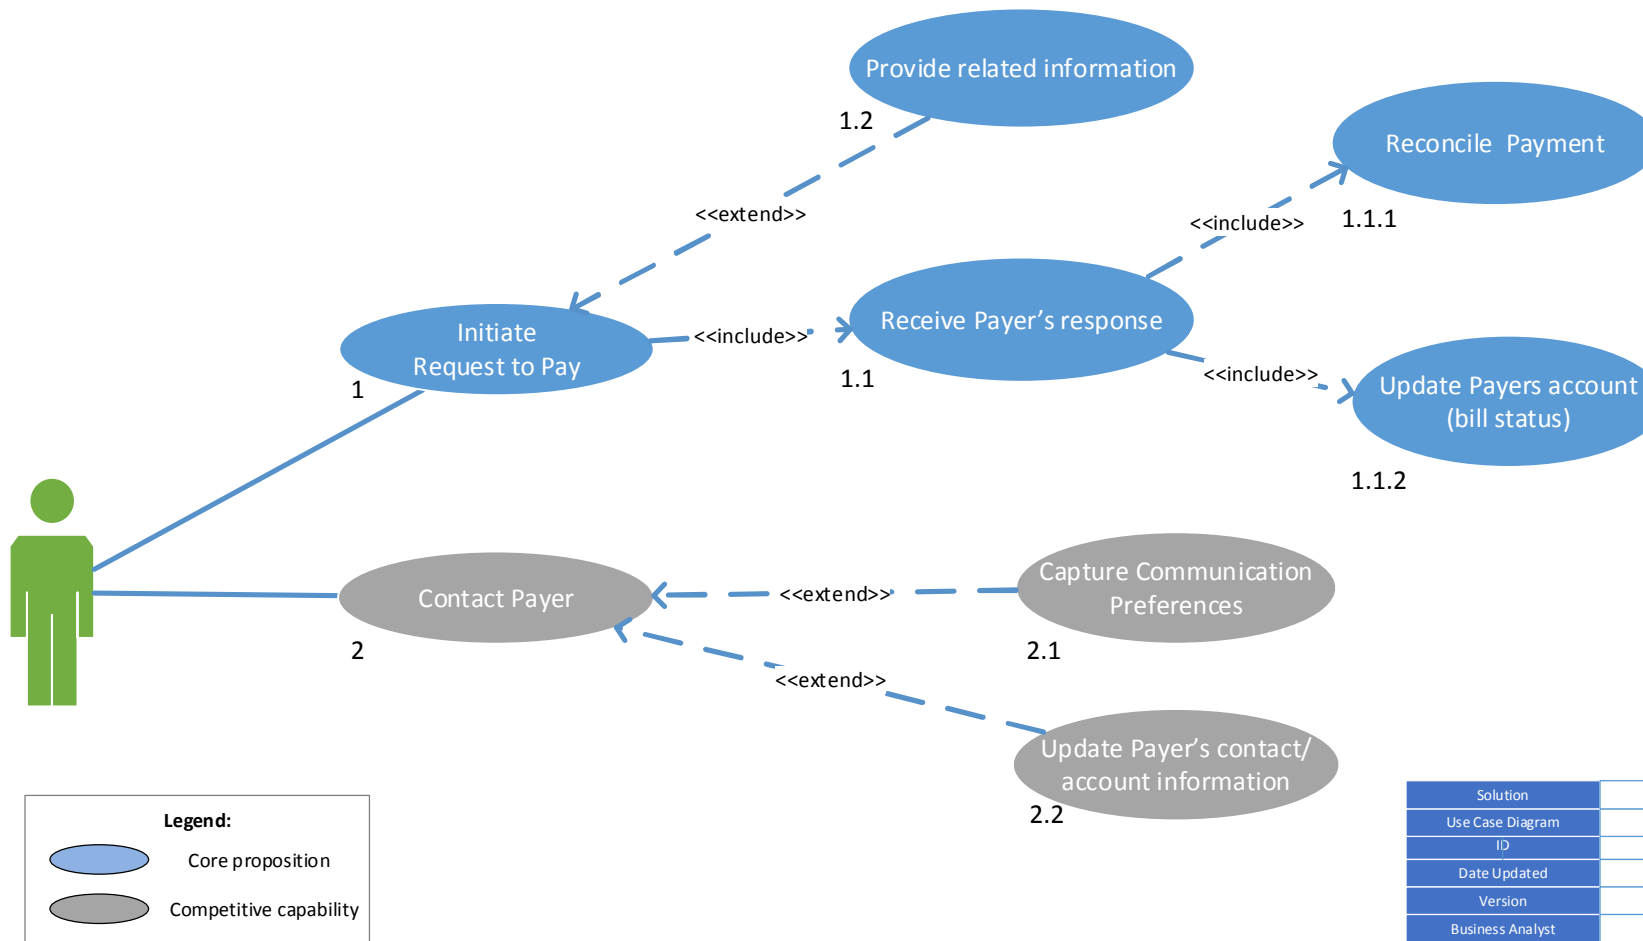 Provide related information
1.2
Reconcile  Payment
1.1.1
<<extend>>
<<include>>
Initiate
Request to Pay
1
<<include>>
Receive Payer’s response
1.1
<<include>>
Update Payers account
(bill status)
1.1.2
Contact Payer
2
<<extend>>
Capture Communication
Preferences
2.1
<<extend>>
Update Payer’s contact/
account information
2.2
Legend:
Core proposition
Competitive capability
Solution
Use Case Diagram
ID
Date Updated
Version
Business Analyst